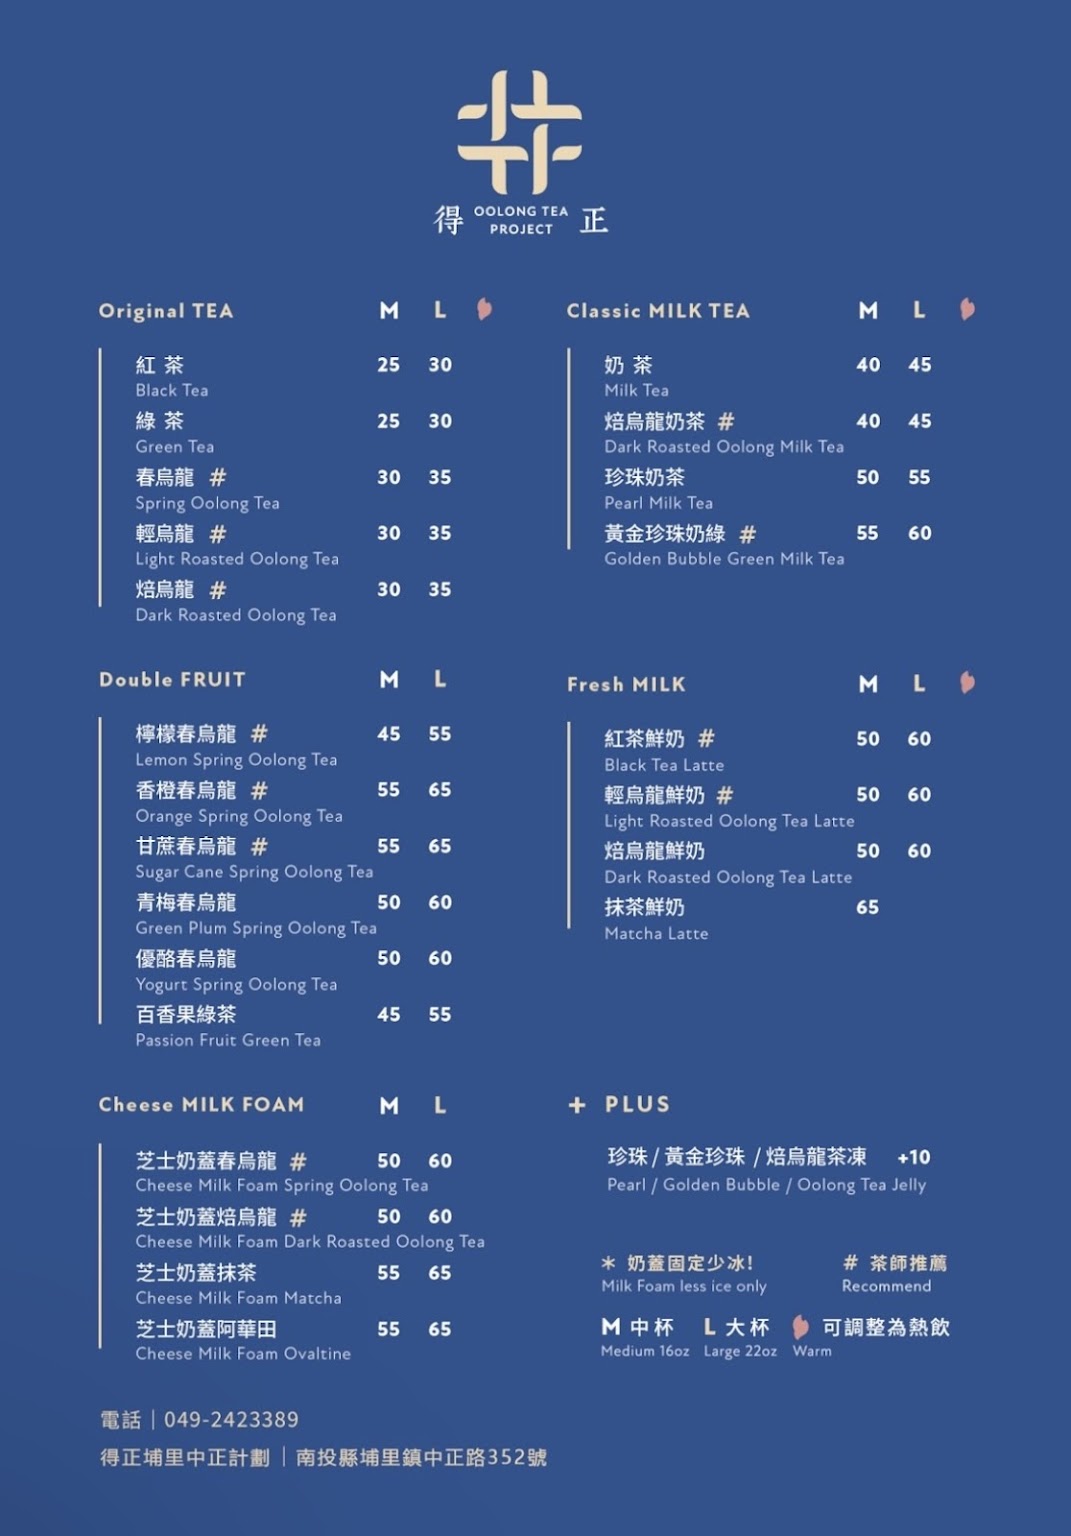 得 OOLONG TEA PROJECT 正
Original TEA M L
紅 茶 25 30
Black Tea
綠 茶 25 30
Green Tea
春烏龍 # 30 35
Spring Oolong Tea
輕烏龍 # 30 35
Light Roasted Oolong Tea
焙烏龍 # 30 35
Dark Roasted Oolong Tea
Classic MILK TEA M L
奶 茶 40 45
Milk Tea
焙烏龍奶茶 # 40 45
Dark Roasted Oolong Milk Tea
珍珠奶茶 50 55
Pearl Milk Tea
黃金珍珠奶綠 # 55 60
Golden Bubble Green Milk Tea
Double FRUIT M L
檸檬春烏龍 # 45 55
Lemon Spring Oolong Tea
香橙春烏龍 # 55 65
Orange Spring Oolong Tea
甘蔗春烏龍 # 55 65
Sugar Cane Spring Oolong Tea
青梅春烏龍 50 60
Green Plum Spring Oolong Tea
優酪春烏龍 50 60
Yogurt Spring Oolong Tea
百香果綠茶 45 55
Passion Fruit Green Tea
Fresh MILK M L
紅茶鮮奶 # 50 60
Black Tea Latte
輕烏龍鮮奶 # 50 60
Light Roasted Oolong Tea Latte
焙烏龍鮮奶 50 60
Dark Roasted Oolong Tea Latte
抹茶鮮奶 65
Matcha Latte
Cheese MILK FOAM M L
芝士奶蓋春烏龍 # 50 60
Cheese Milk Foam Spring Oolong Tea
芝士奶蓋焙烏龍 # 50 60
Cheese Milk Foam Dark Roasted Oolong Tea
芝士奶蓋抹茶 55 65
Cheese Milk Foam Matcha
芝士奶蓋阿華田 55 65
Cheese Milk Foam Ovaltine
+ PLUS
珍珠 / 黃金珍珠 / 焙烏龍茶凍 +10
Pearl / Golden Bubble / Oolong Tea Jelly
* 奶蓋固定少冰! # 茶師推薦
Milk Foam less ice only Recommend
M 中杯 L 大杯 可調整為熱飲
Medium 16oz Large 22oz Warm
電話｜049-2423389
得正埔里中正計劃｜南投縣埔里鎮中正路352號